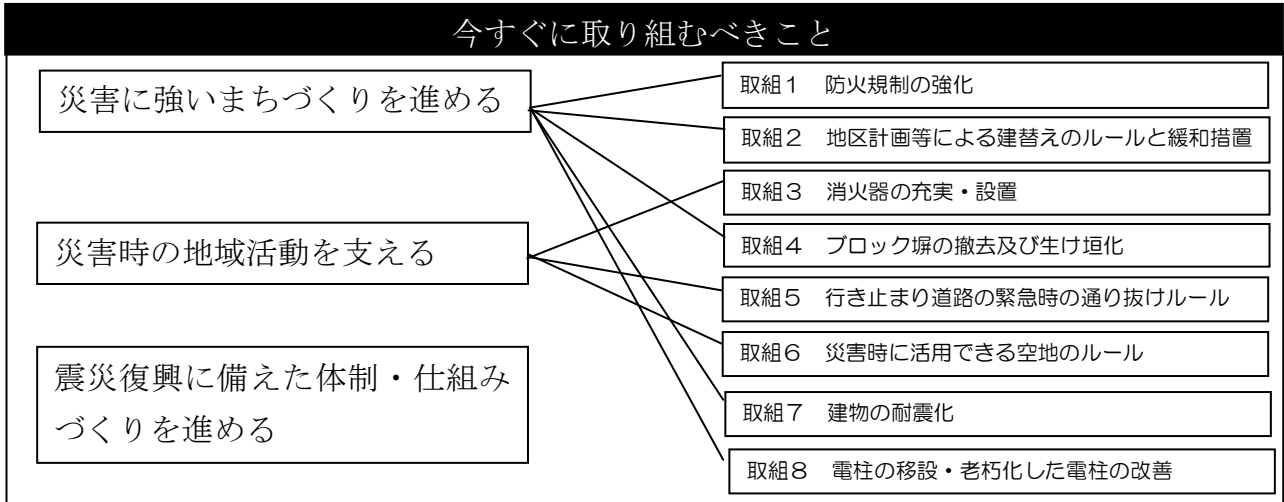 今すぐに取り組むべきこと
災害に強いまちづくりを進める
災害時の地域活動を支える
震災復興に備えた体制・仕組み
づくりを進める
取組1 防火規制の強化
取組2 地区計画等による建替えのルールと緩和措置
取組3 消火器の充実・設置
取組4 ブロック塀の撤去及び生け垣化
取組5 行き止まり道路の緊急時の通り抜けルール
取組6 災害時に活用できる空地のルール
取組7 建物の耐震化
取組8 電柱の移設・老朽化した電柱の改善